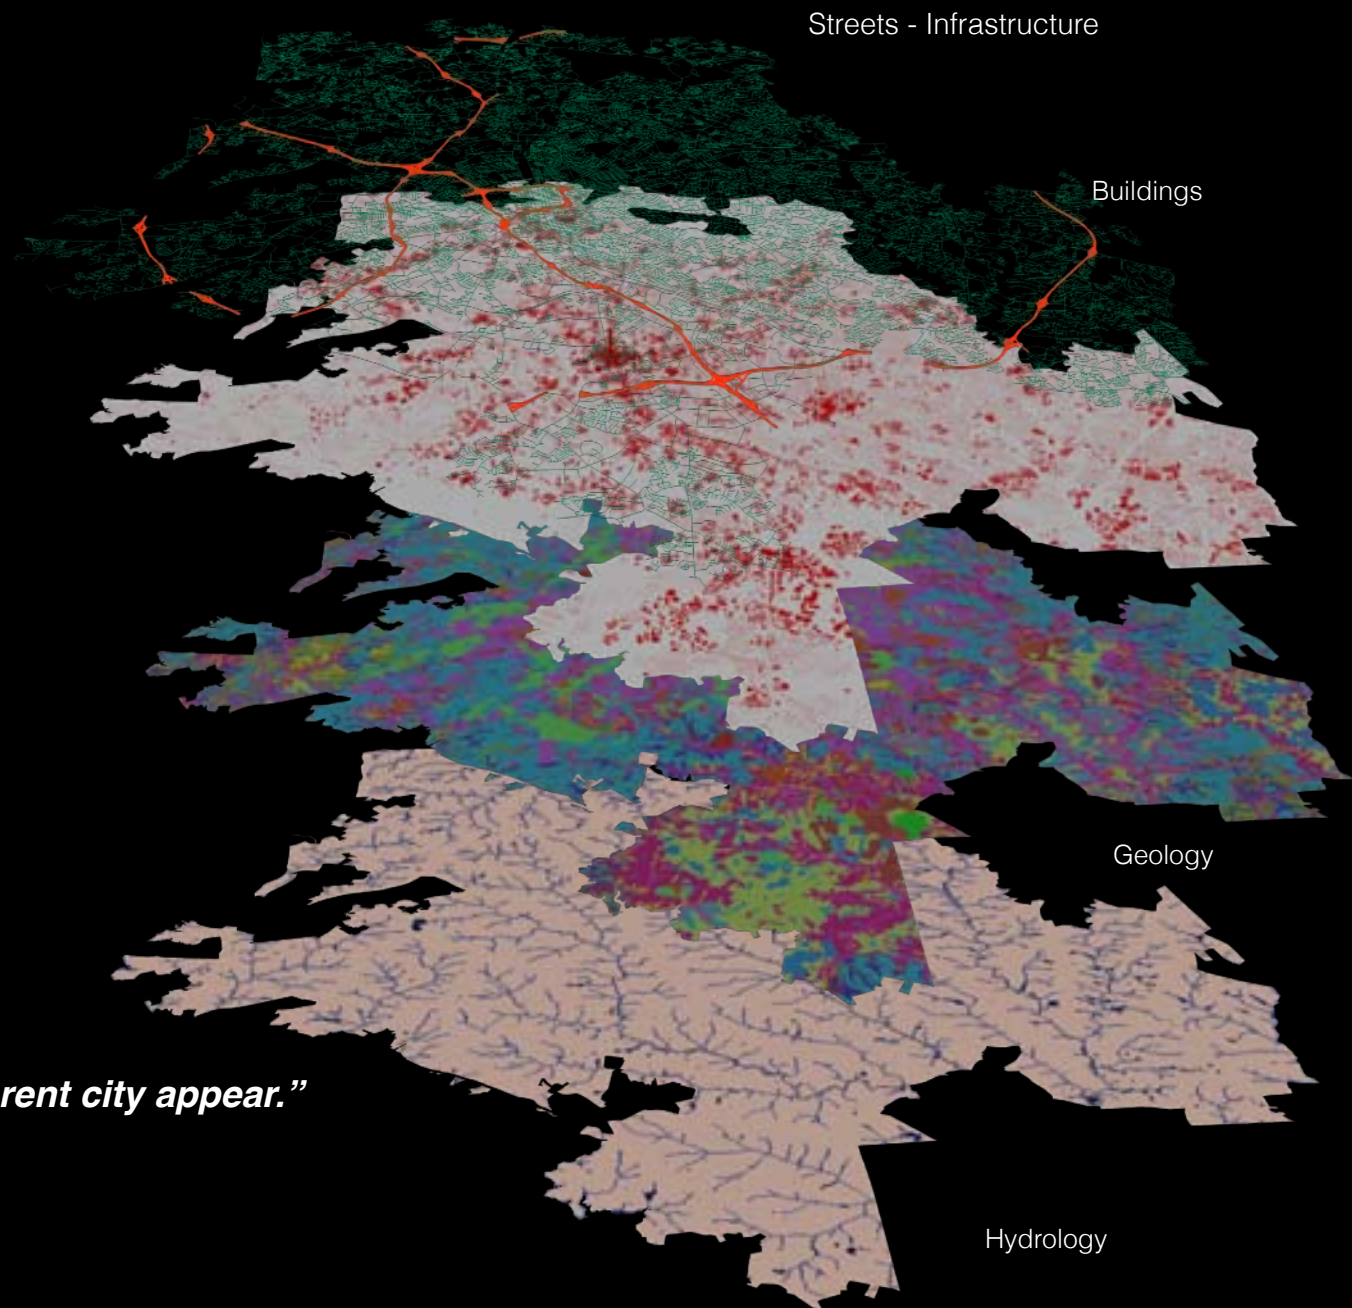 Streets - Infrastructure
Buildings
Geology
rent city appear.”
Hydrology